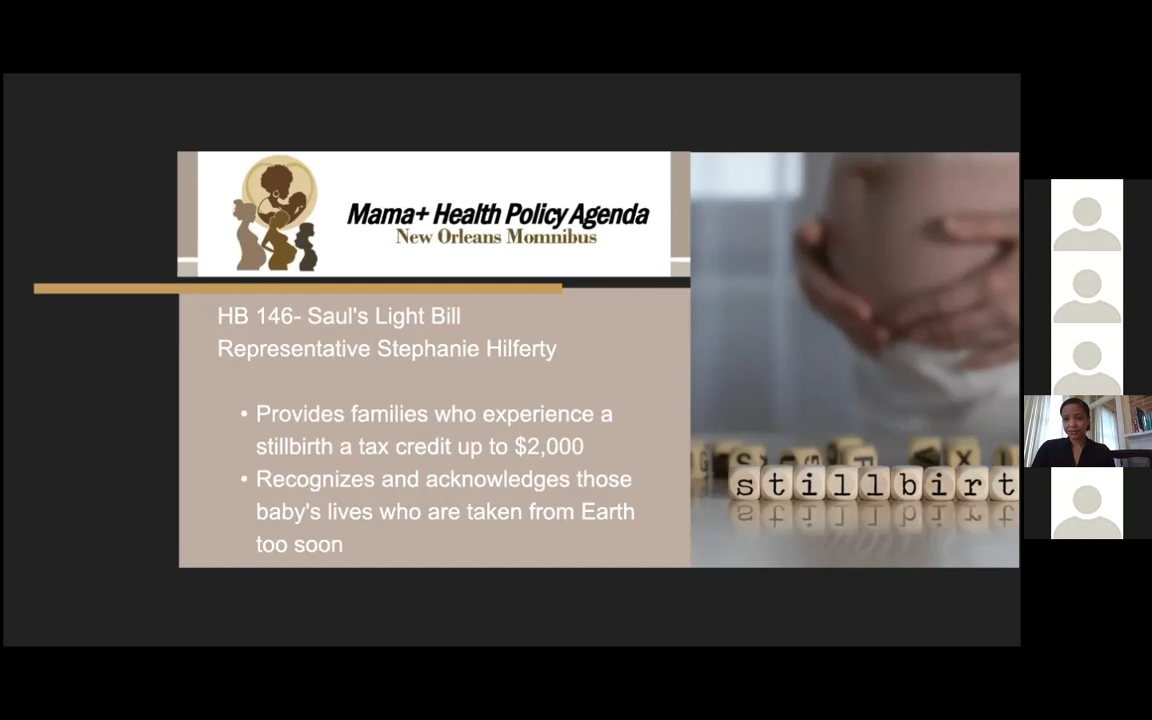 Mama+ Health Policy Agenda
New Orleans Momnibus
HB 146- Saul's Light Bill
Representative Stephanie Hilferty
• Provides families who experience a
stillbirth a tax credit up to $2,000
• Recognizes and acknowledges those
baby's lives who are taken from Earth
too soon
stillbirt